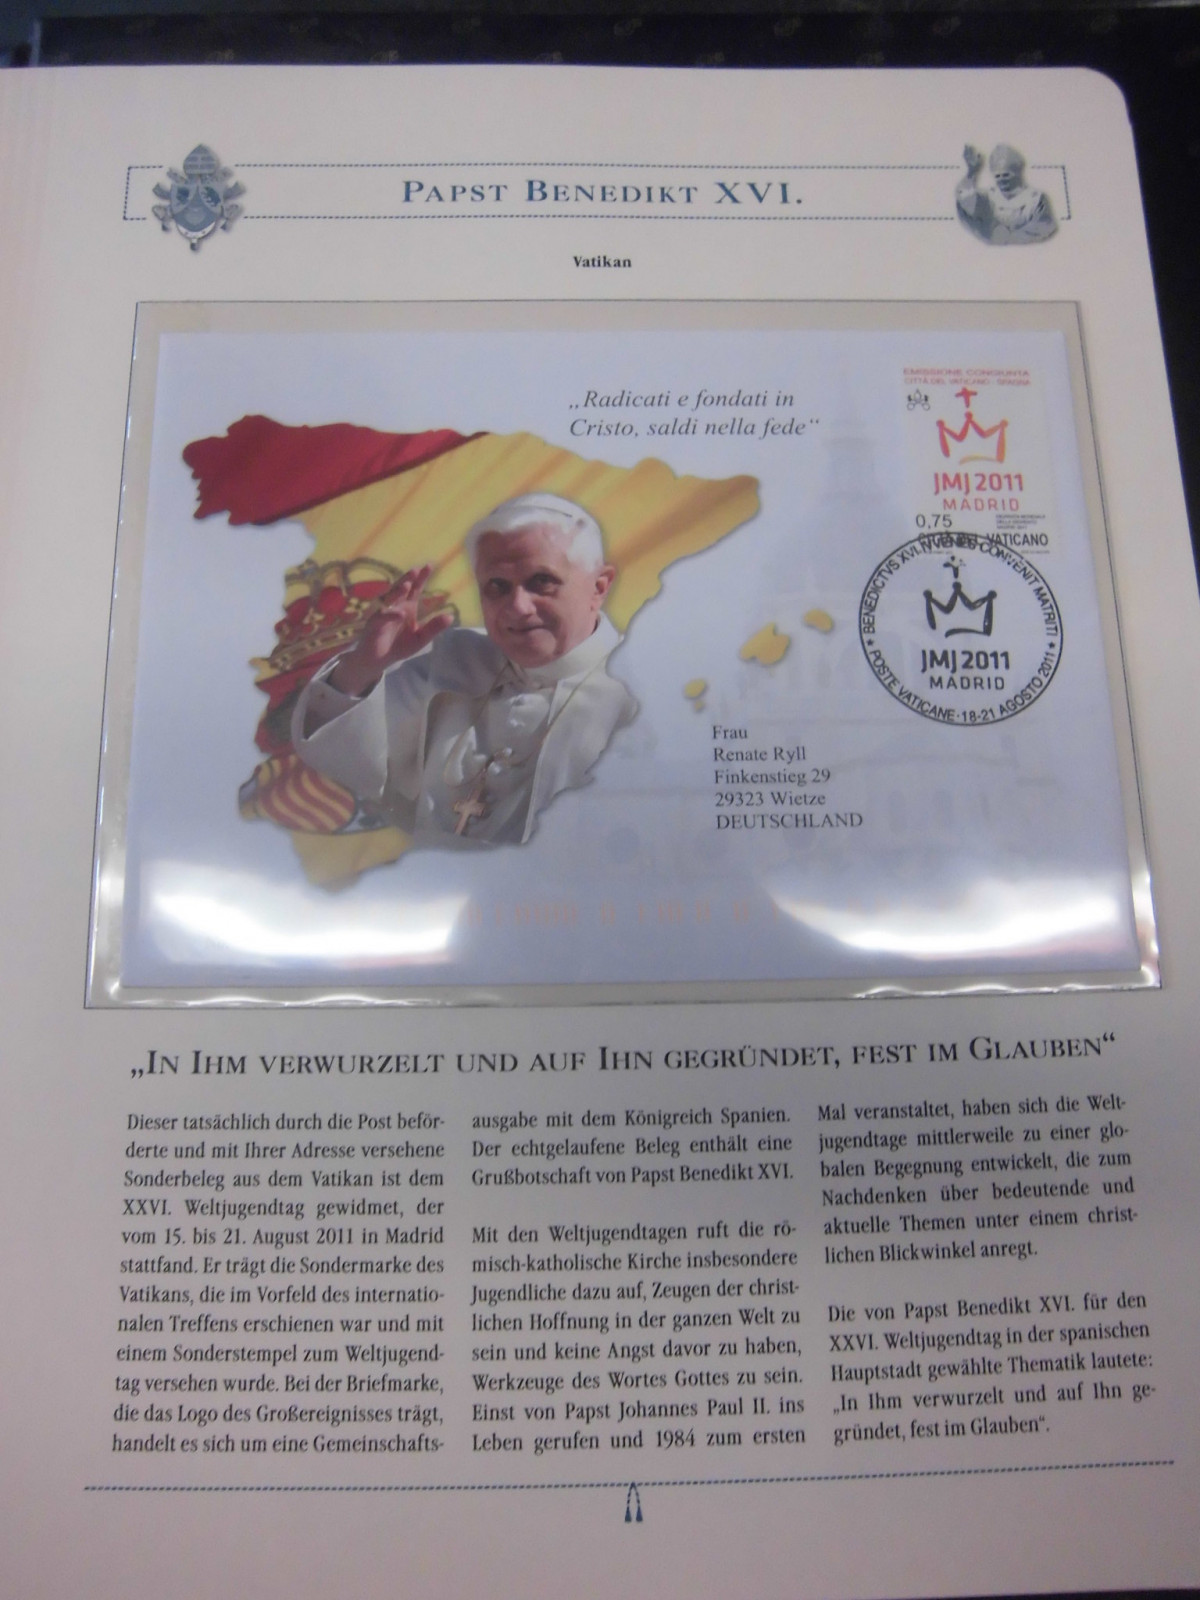 PAPST BENEDIKT XVI.
Vatikan
„Radicati e fondati in
Cristo, saldi nella fede“
EMISSIONE CONGIUNTA
CITTÀ DEL VATICANO - SPAGNA
JMJ 2011
MADRID
0,75
VATICANO
BENEDICTVS XVI IVVENES CONVENIT MATRITI
JMJ 2011
MADRID
POSTE VATICANE · 18-21 AGOSTO 2011
Frau
Renate Ryll
Finkenstieg 29
29323 Wietze
DEUTSCHLAND
„IN IHM VERWURZELT UND AUF IHN GEGRÜNDET, FEST IM GLAUBEN“
Dieser tatsächlich durch die Post beför-
derte und mit Ihrer Adresse versehene
Sonderbeleg aus dem Vatikan ist dem
XXVI. Weltjugendtag gewidmet, der
vom 15. bis 21. August 2011 in Madrid
stattfand. Er trägt die Sondermarke des
Vatikans, die im Vorfeld des internatio-
nalen Treffens erschienen war und mit
einem Sonderstempel zum Weltjugend-
tag versehen wurde. Bei der Briefmarke,
die das Logo des Großereignisses trägt,
handelt es sich um eine Gemeinschafts-
ausgabe mit dem Königreich Spanien.
Der echtgelaufene Beleg enthält eine
Grußbotschaft von Papst Benedikt XVI.
Mit den Weltjugendtagen ruft die rö-
misch-katholische Kirche insbesondere
Jugendliche dazu auf, Zeugen der christ-
lichen Hoffnung in der ganzen Welt zu
sein und keine Angst davor zu haben,
Werkzeuge des Wortes Gottes zu sein.
Einst von Papst Johannes Paul II. ins
Leben gerufen und 1984 zum ersten
Mal veranstaltet, haben sich die Welt-
jugendtage mittlerweile zu einer glo-
balen Begegnung entwickelt, die zum
Nachdenken über bedeutende und
aktuelle Themen unter einem christ-
lichen Blickwinkel anregt.
Die von Papst Benedikt XVI. für den
XXVI. Weltjugendtag in der spanischen
Hauptstadt gewählte Thematik lautete:
„In Ihm verwurzelt und auf Ihn ge-
gründet, fest im Glauben“.